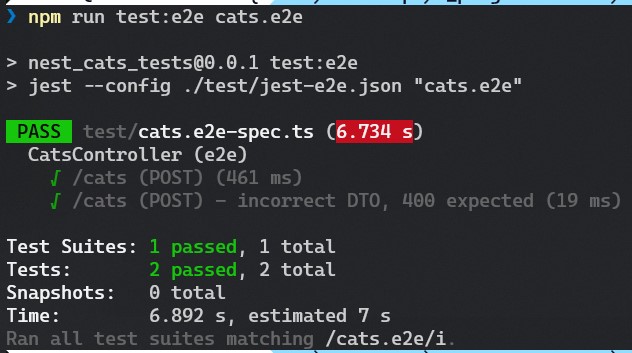 ❯ npm run test:e2e cats.e2e
> nest_cats_tests@0.0.1 test:e2e
> jest --config ./test/jest-e2e.json "cats.e2e"
PASS test/cats.e2e-spec.ts (6.734 s)
CatsController (e2e)
√ /cats (POST) (461 ms)
√ /cats (POST) - incorrect DTO, 400 expected (19 ms)
Test Suites: 1 passed, 1 total
Tests: 2 passed, 2 total
Snapshots: 0 total
Time: 6.892 s, estimated 7 s
Ran all test suites matching /cats.e2e/i.